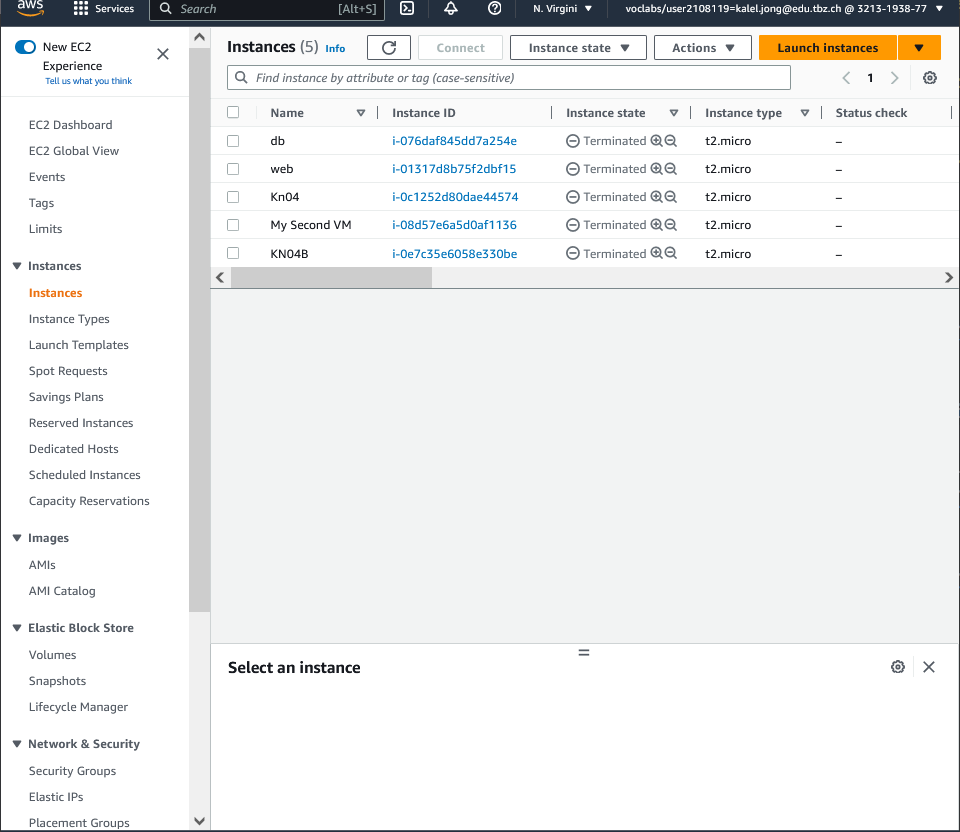 aws Services Search [Alt+S] N. Virgini voclabs/user2108119=kalel.jong@edu.tbz.ch @ 3213-1938-77
New EC2
Experience
Tell us what you think
EC2 Dashboard
EC2 Global View
Events
Tags
Limits
Instances
Instances
Instance Types
Launch Templates
Spot Requests
Savings Plans
Reserved Instances
Dedicated Hosts
Scheduled Instances
Capacity Reservations
Images
AMIs
AMI Catalog
Elastic Block Store
Volumes
Snapshots
Lifecycle Manager
Network & Security
Security Groups
Elastic IPs
Placement Groups
Instances (5) Info Connect Instance state Actions Launch instances
Find instance by attribute or tag (case-sensitive) 1
Name Instance ID Instance state Instance type Status check
db i-076daf845dd7a254e Terminated t2.micro –
web i-01317d8b75f2dbf15 Terminated t2.micro –
Kn04 i-0c1252d80dae44574 Terminated t2.micro –
My Second VM i-08d57e6a5d0af1136 Terminated t2.micro –
KN04B i-0e7c35e6058e330be Terminated t2.micro –
Select an instance